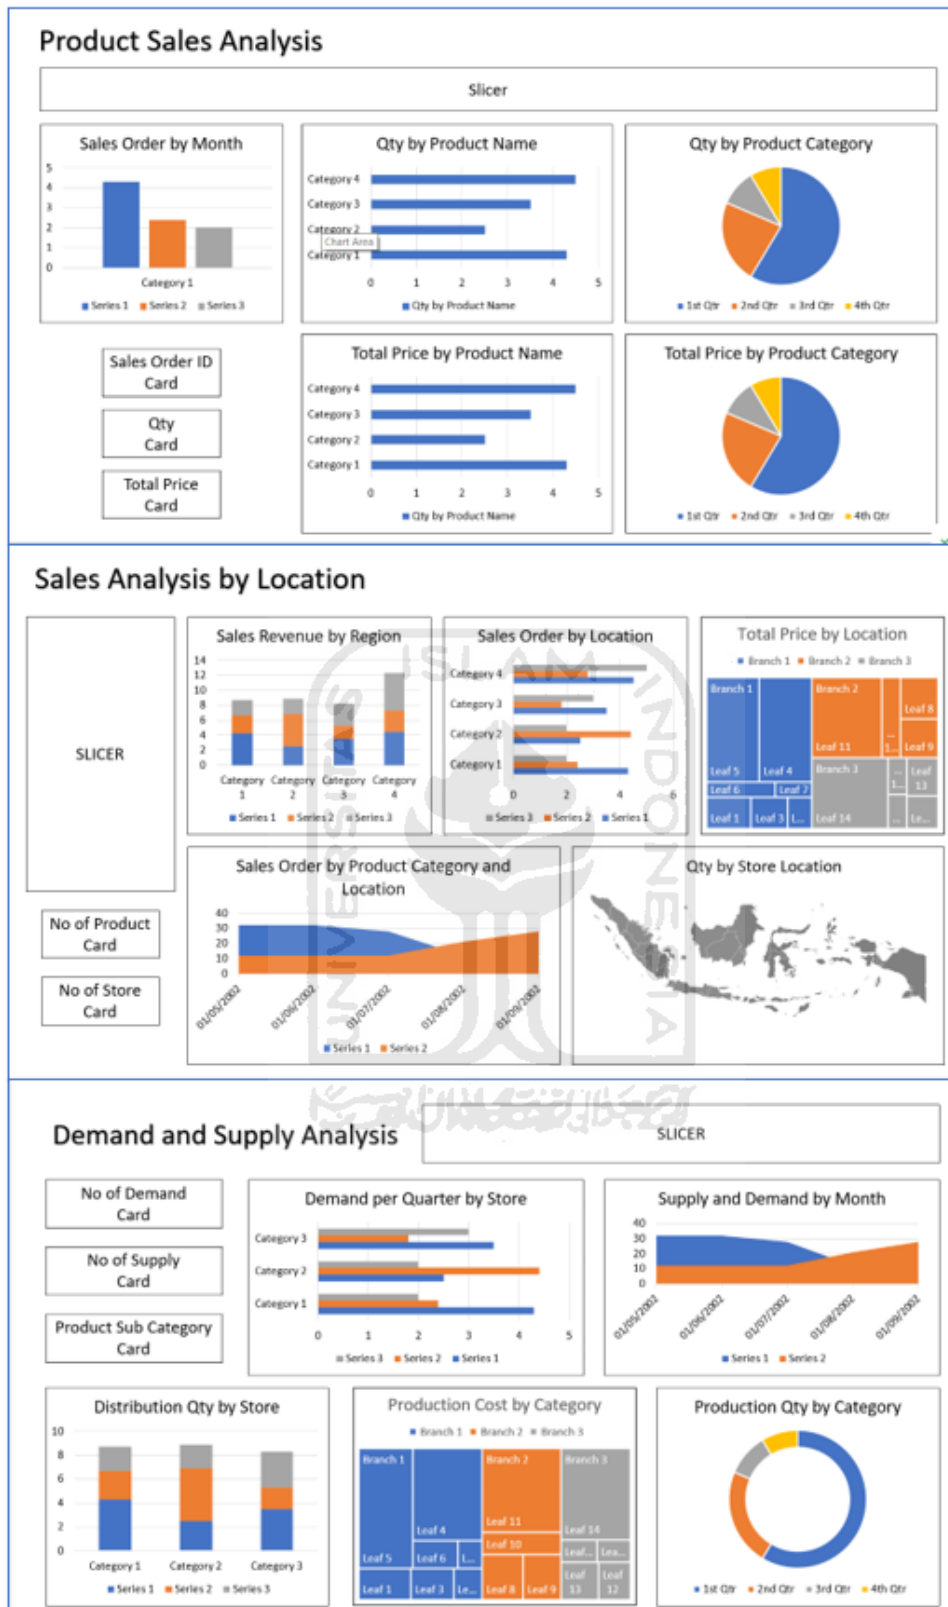 Product Sales Analysis
Slicer
Sales Order by Month
5
4
3
2
1
0
Category 1
Series 1 Series 2 Series 3
Qty by Product Name
Category 4
Category 3
Category 2
Chart Area
Category 1
0 1 2 3 4 5
Qty by Product Name
Qty by Product Category
1st Qtr 2nd Qtr 3rd Qtr 4th Qtr
Sales Order ID
Card
Qty
Card
Total Price
Card
Total Price by Product Name
Category 4
Category 3
Category 2
Category 1
0 1 2 3 4 5
Qty by Product Name
Total Price by Product Category
1st Qtr 2nd Qtr 3rd Qtr 4th Qtr
Sales Analysis by Location
SLICER
No of Product
Card
No of Store
Card
Sales Revenue by Region
14
12
10
8
6
4
2
0
Category Category Category Category
1 2 3 4
Series 1 Series 2 Series 3
Sales Order by Location
Category 4
Category 3
Category 2
Category 1
0 2 4 6
Series 3 Series 2 Series 1
Total Price by Location
Branch 1 Branch 2 Branch 3
Branch 1 Branch 2
Leaf 8
Leaf 5 Leaf 4 Leaf 11 1... Leaf 9
Branch 3
Leaf 6 Leaf 7 1... Leaf 13
Leaf 1 Leaf 3 L... Leaf 14 ... Le...
Sales Order by Product Category and
Location
40
30
20
10
0
01/05/2002 01/06/2002 01/07/2002 01/08/2002 01/09/2002
Series 1 Series 2
Qty by Store Location
UNIVERSITAS ISLAM INDONESIA
Demand and Supply Analysis
SLICER
No of Demand
Card
No of Supply
Card
Product Sub Category
Card
Demand per Quarter by Store
Category 3
Category 2
Category 1
0 1 2 3 4 5
Series 3 Series 2 Series 1
Supply and Demand by Month
40
30
20
10
0
01/05/2002 01/06/2002 01/07/2002 01/08/2002 01/09/2002
Series 1 Series 2
Distribution Qty by Store
10
8
6
4
2
0
Category 1 Category 2 Category 3
Series 1 Series 2 Series 3
Production Cost by Category
Branch 1 Branch 2 Branch 3
Branch 1 Branch 2 Branch 3
Leaf 4 Leaf 11 Leaf 14
Leaf 5 Leaf 6 L... Leaf 10 Leaf... Lea...
Leaf 1 Leaf 3 Le... Leaf 8 Leaf 9 Leaf 13 Leaf 12
Production Qty by Category
1st Qtr 2nd Qtr 3rd Qtr 4th Qtr